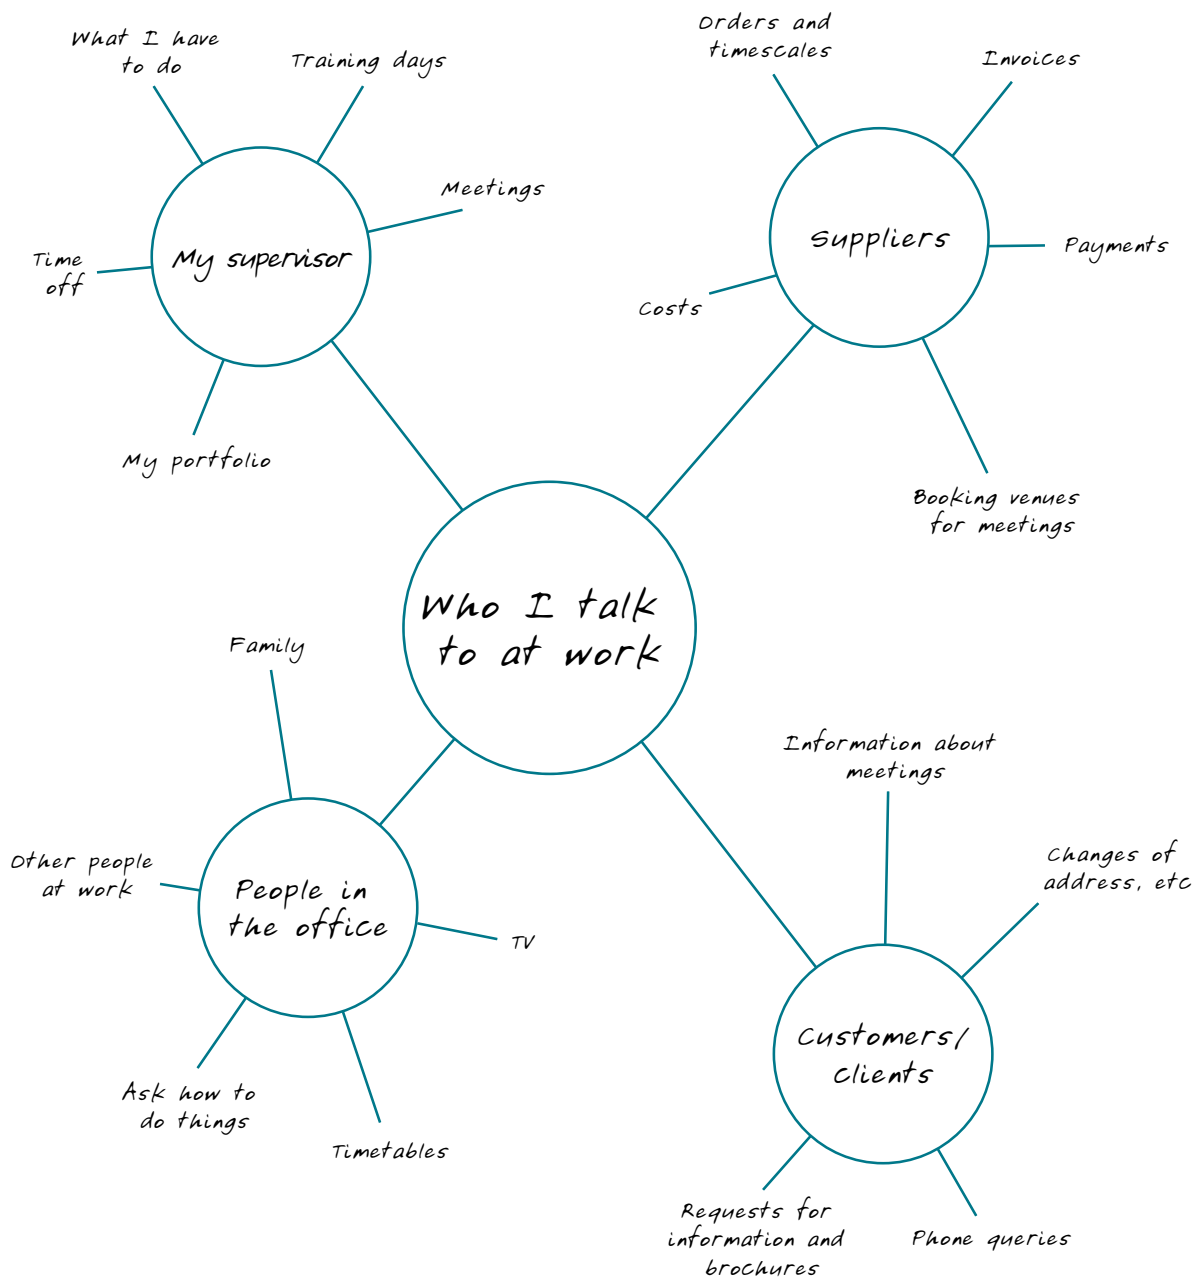 What I have
to do
Training days
Meetings
My supervisor
Time
off
My portfolio
Orders and
timescales
Invoices
Suppliers
Payments
Costs
Booking venues
for meetings
Who I talk
to at work
Family
Other people
at work
People in
the office
TV
Ask how to
do things
Timetables
Information about
meetings
Changes of
address, etc
Customers/
clients
Requests for
information and
brochures
Phone queries